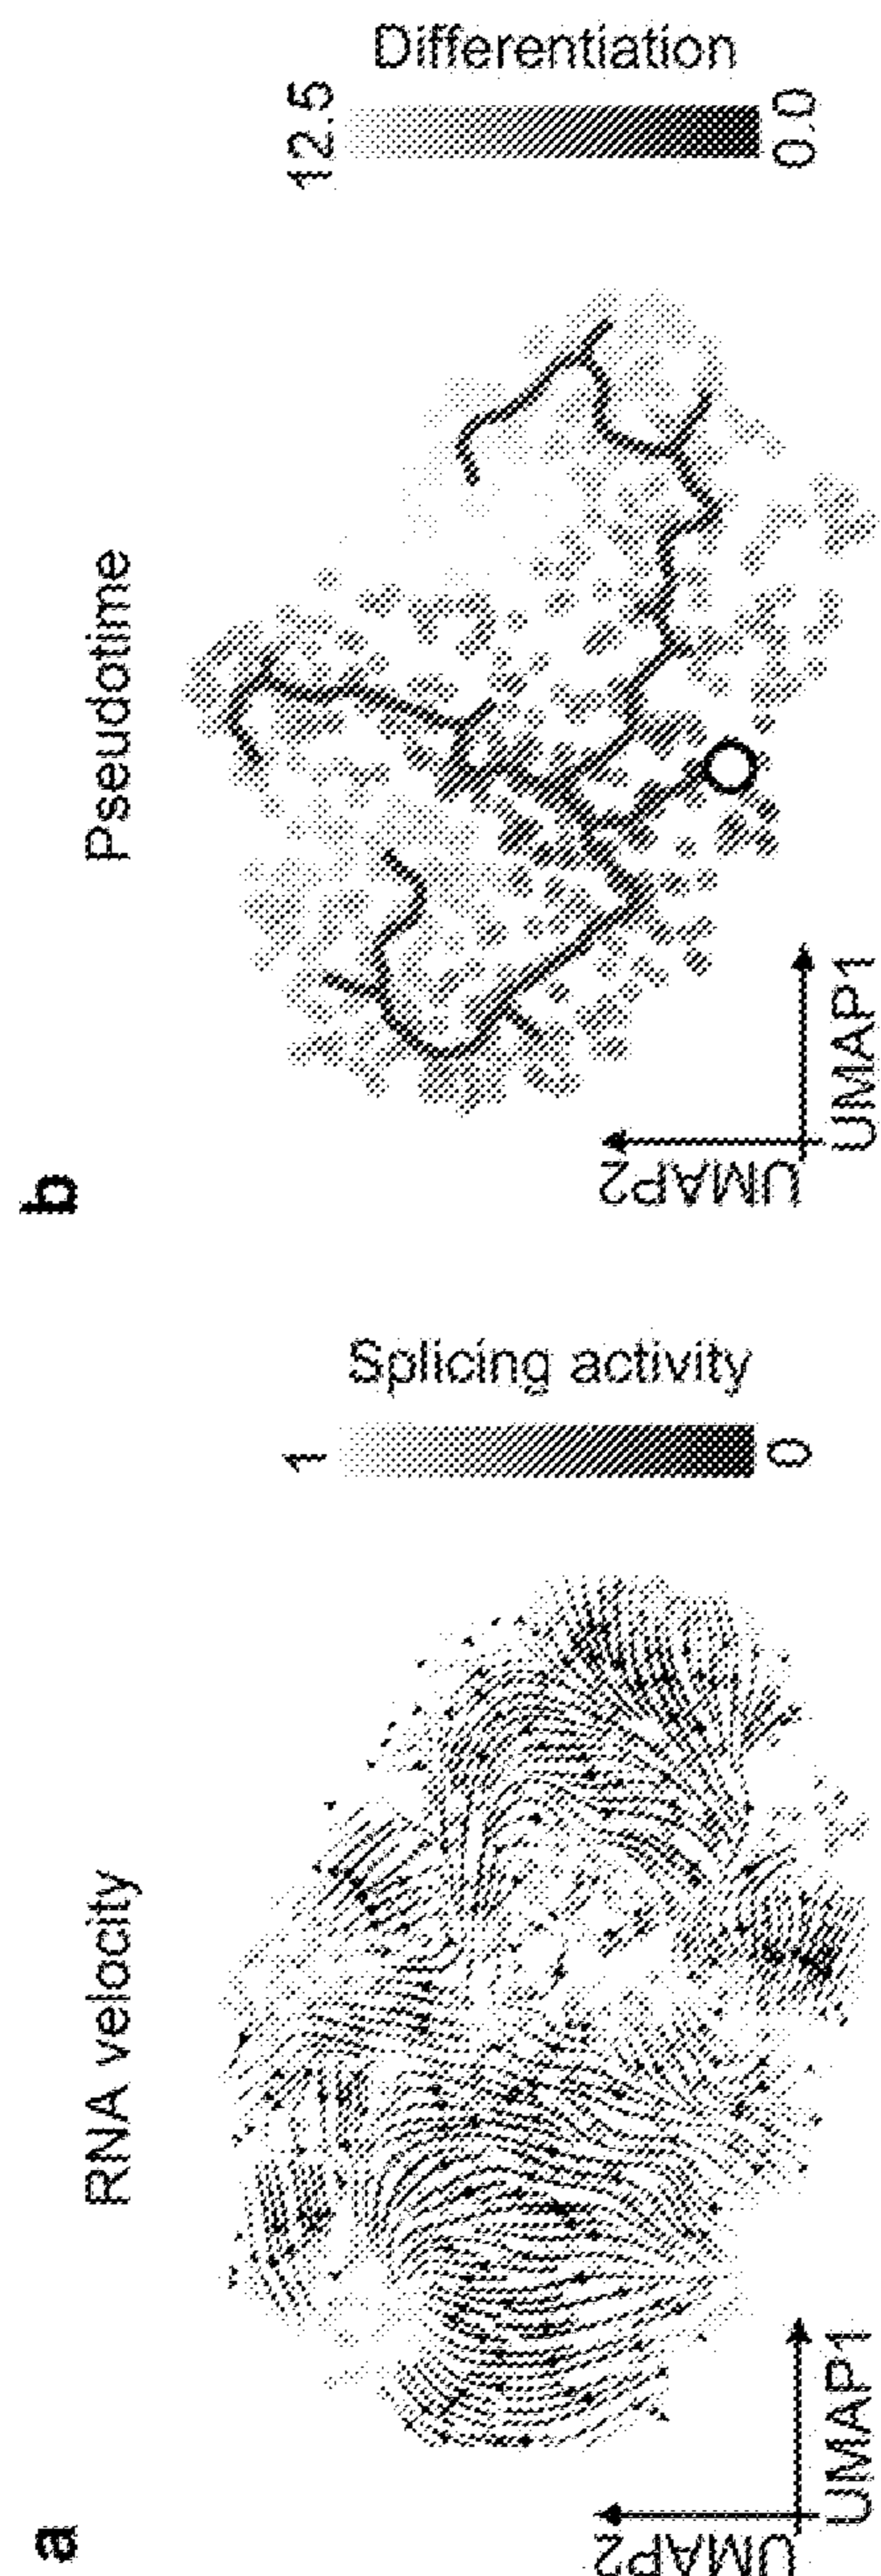 a
RNA velocity
1
Splicing activity
0
UMAP2
UMAP1
b
Pseudotime
12.5
Differentiation
0.0
UMAP2
UMAP1